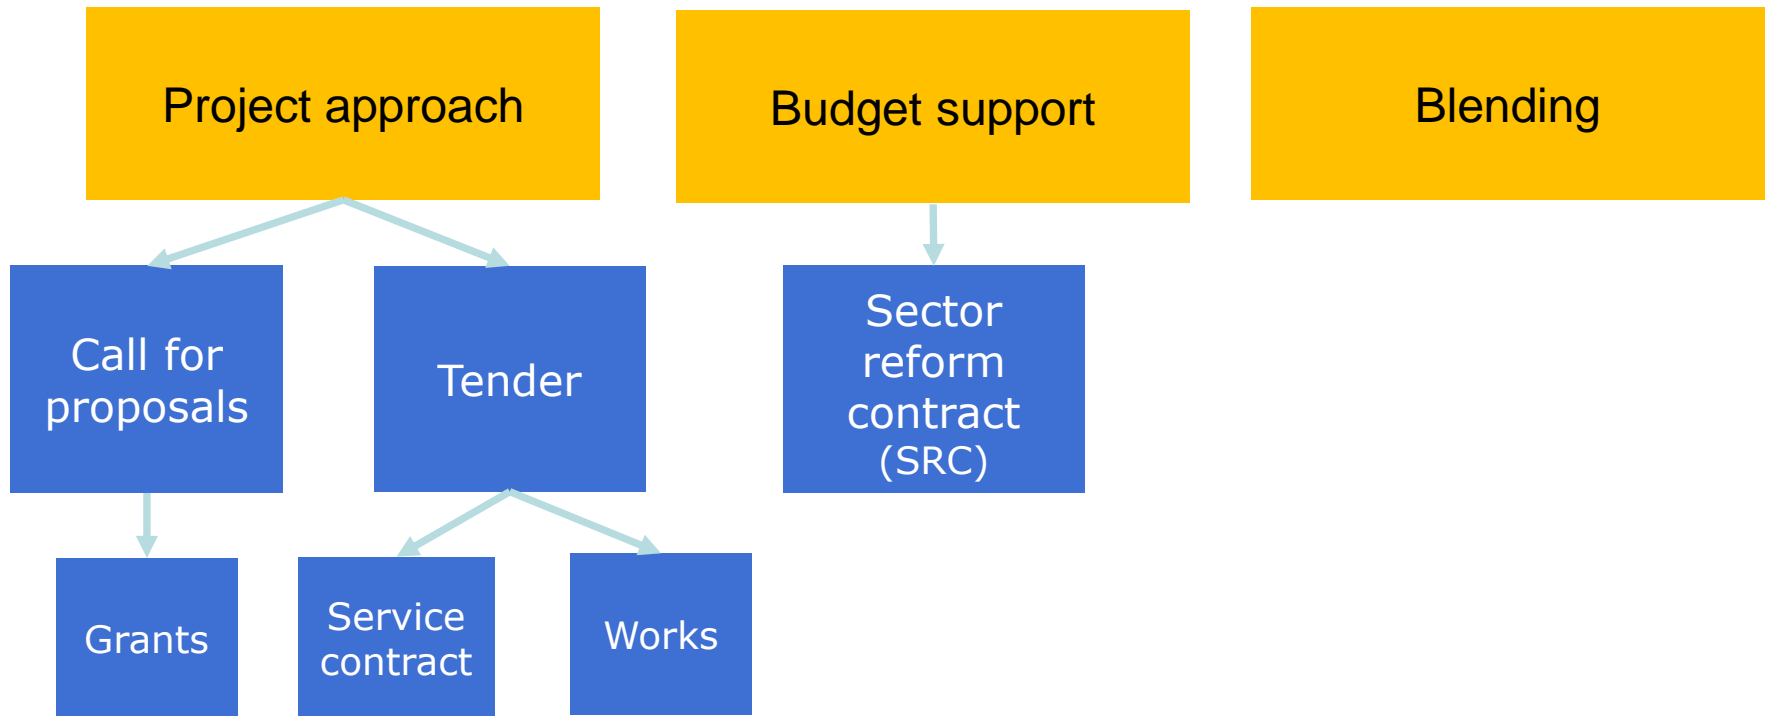 Project approach
Budget support
Blending
Call for
proposals
Tender
Sector
reform
contract
(SRC)
Grants
Service
contract
Works